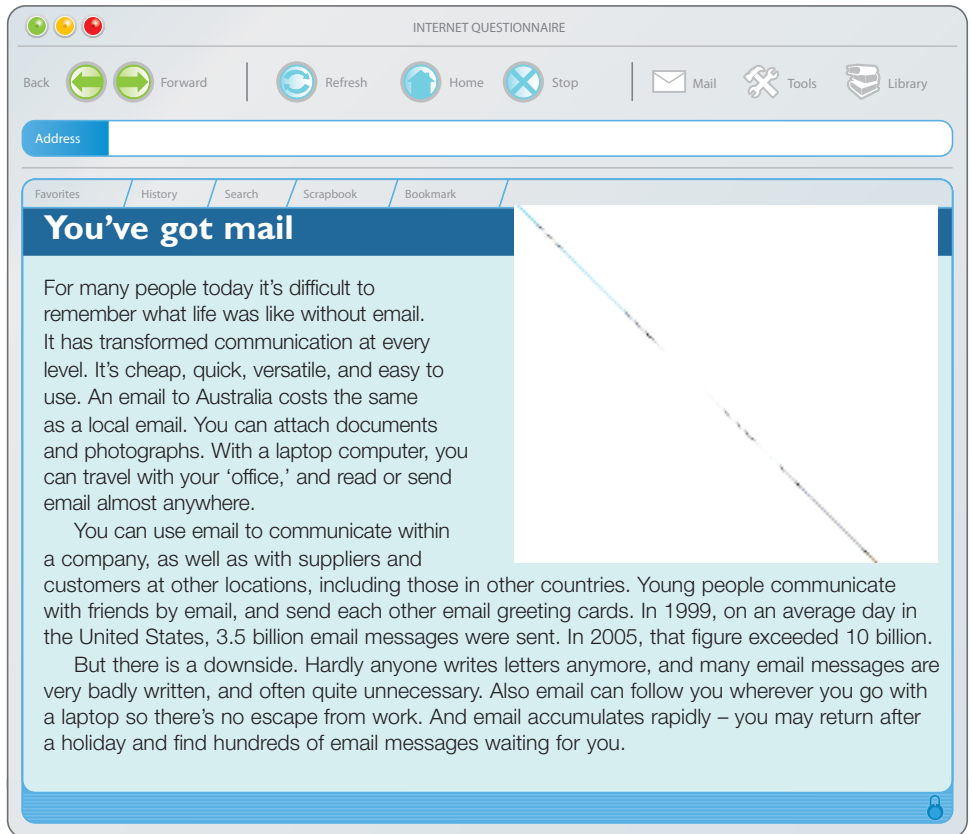 INTERNET QUESTIONNAIRE
Back Forward Refresh Home Stop Mail Tools Library
Address
Favorites History Search Scrapbook Bookmark
You’ve got mail
For many people today it’s difficult to
remember what life was like without email.
It has transformed communication at every
level. It’s cheap, quick, versatile, and easy to
use. An email to Australia costs the same
as a local email. You can attach documents
and photographs. With a laptop computer, you
can travel with your ‘office,’ and read or send
email almost anywhere.
You can use email to communicate within
a company, as well as with suppliers and
customers at other locations, including those in other countries. Young people communicate
with friends by email, and send each other email greeting cards. In 1999, on an average day in
the United States, 3.5 billion email messages were sent. In 2005, that figure exceeded 10 billion.
But there is a downside. Hardly anyone writes letters anymore, and many email messages are
very badly written, and often quite unnecessary. Also email can follow you wherever you go with
a laptop so there’s no escape from work. And email accumulates rapidly – you may return after
a holiday and find hundreds of email messages waiting for you.